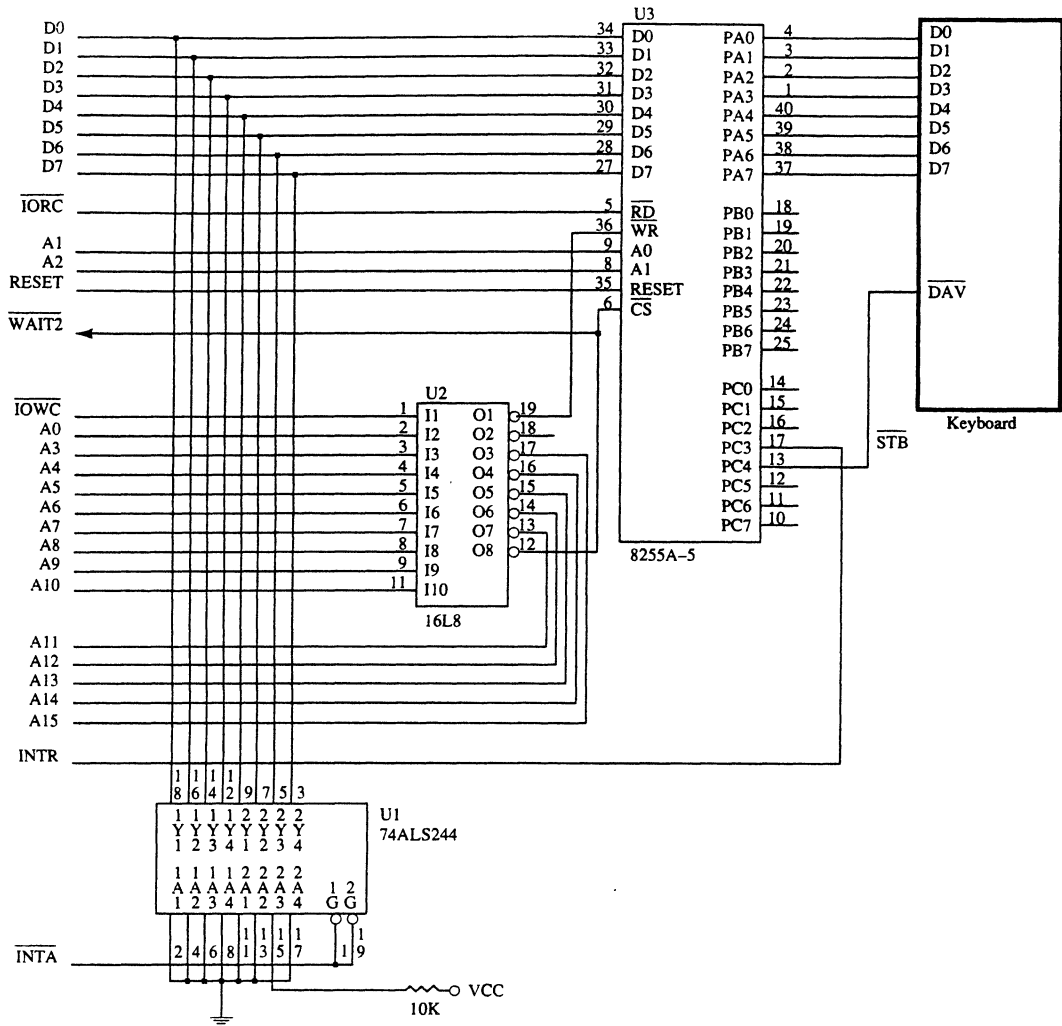 U3
D0 34 D0 PA0 4 D0
D1 33 D1 PA1 3 D1
D2 32 D2 PA2 2 D2
D3 31 D3 PA3 1 D3
D4 30 D4 PA4 40 D4
D5 29 D5 PA5 39 D5
D6 28 D6 PA6 38 D6
D7 27 D7 PA7 37 D7
IORC 5 RD PB0 18
36 WR PB1 19
A1 9 A0 PB2 20
A2 8 A1 PB3 21
RESET 35 RESET PB4 22 DAV
6 CS PB5 23
WAIT2 PB6 24
PB7 25
U2
PC0 14
IOWC 1 I1 O1 19 PC1 15
Keyboard
A0 2 I2 O2 18 PC2 16
STB
A3 3 I3 O3 17 PC3 17
A4 4 I4 O4 16 PC4 13
A5 5 I5 O5 15 PC5 12
A6 6 I6 O6 14 PC6 11
A7 7 I7 O7 13 PC7 10
A8 8 I8 O8 12
8255A-5
A9 9 I9
A10 11 I10
16L8
A11
A12
A13
A14
A15
INTR
18 16 14 12 9 7 5 3
U1
74ALS244
1Y1 1Y2 1Y3 1Y4 2Y1 2Y2 2Y3 2Y4
1A1 1A2 1A3 1A4 2A1 2A2 2A3 2A4 1G 2G
INTA 2 4 6 8 11 13 15 17 1 19
VCC
10K